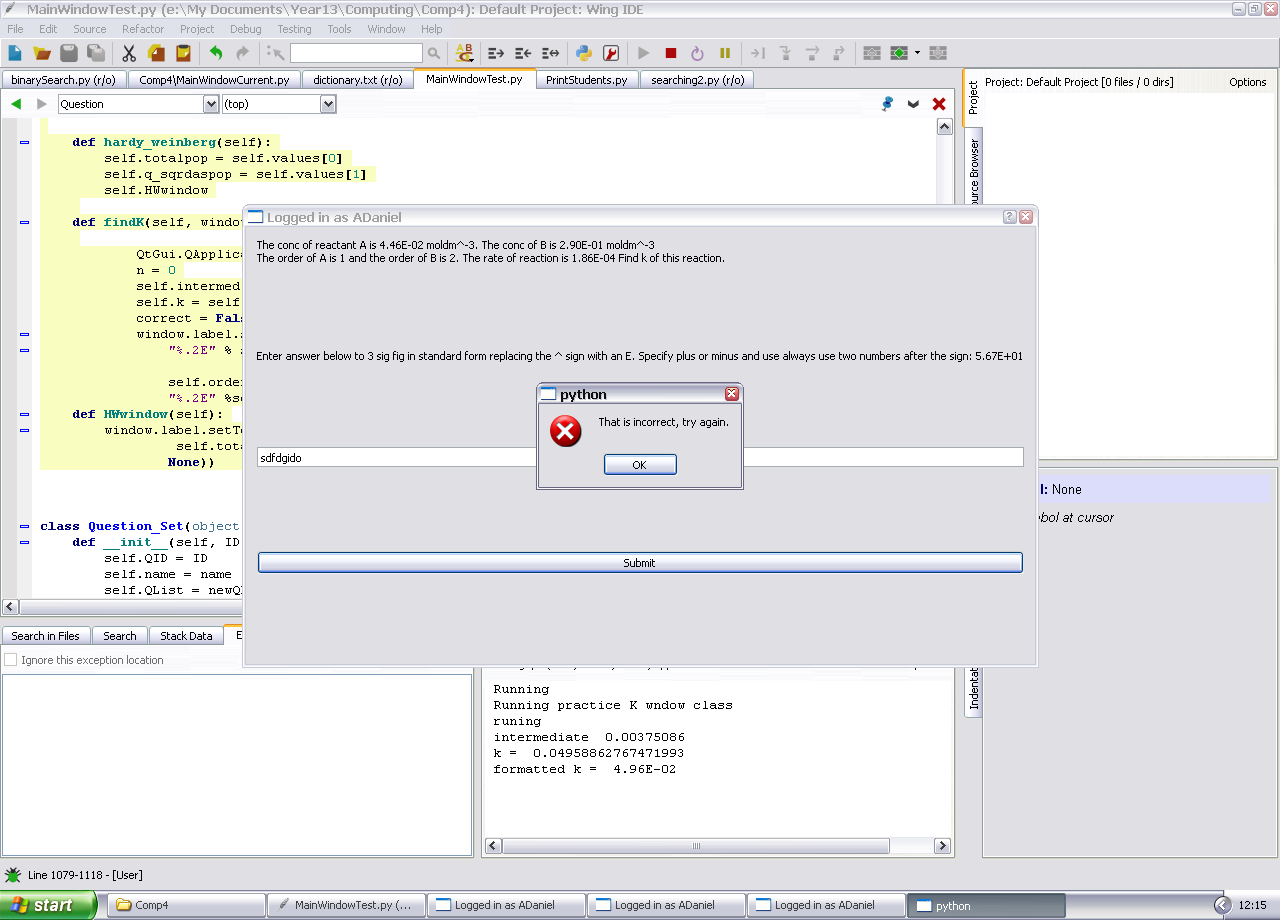 MainWindowTest.py (e:\My Documents\Year13\Computing\Comp4): Default Project: Wing IDE
File Edit Source Refactor Project Debug Testing Tools Window Help
binarySearch.py (r/o) Comp4\MainWindowCurrent.py dictionary.txt (r/o) MainWindowTest.py PrintStudents.py searching2.py (r/o)
Question (top)
Project
Project: Default Project [0 files / 0 dirs] Options
def hardy_weinberg(self):
self.totalpop = self.values[0]
self.q_sqrdaspop = self.values[1]
self.HWwindow
def findK(self, windo
QtGui.QApplica
n = 0
self.intermed
self.k = self
correct = Fal
window.label.
"%.2E" %
self.orde
"%.2E" %s
def HWwindow(self):
window.label.setT
self.tota
None))
class Question_Set(object
def __init__(self, ID
self.QID = ID
self.name = name
self.QList = newQ
ource Browser
Logged in as ADaniel
The conc of reactant A is 4.46E-02 moldm^-3. The conc of B is 2.90E-01 moldm^-3
The order of A is 1 and the order of B is 2. The rate of reaction is 1.86E-04 Find k of this reaction.
Enter answer below to 3 sig fig in standard form replacing the ^ sign with an E. Specify plus or minus and use always use two numbers after the sign: 5.67E+01
python
That is incorrect, try again.
OK
sdfdgido
Submit
l: None
bol at cursor
Indentat
Search in Files Search Stack Data E
Ignore this exception location
Running
Running practice K wndow class
runing
intermediate 0.00375086
k = 0.04958862767471993
formatted k = 4.96E-02
Line 1079-1118 - [User]
start Comp4 MainWindowTest.py (... Logged in as ADaniel Logged in as ADaniel Logged in as ADaniel python 12:15